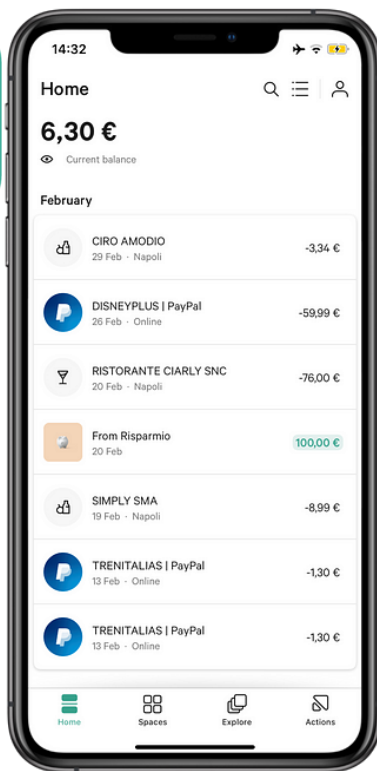 14:32
Home
6,30 €
Current balance
February
CIRO AMODIO
-3,34 €
29 Feb · Napoli
DISNEYPLUS | PayPal
-59,99 €
26 Feb · Online
RISTORANTE CIARLY SNC
-76,00 €
20 Feb · Napoli
From Risparmio
100,00 €
20 Feb
SIMPLY SMA
-8,99 €
19 Feb · Napoli
TRENITALIAS | PayPal
-1,30 €
13 Feb · Online
TRENITALIAS | PayPal
-1,30 €
13 Feb · Online
Home Spaces Explore Actions